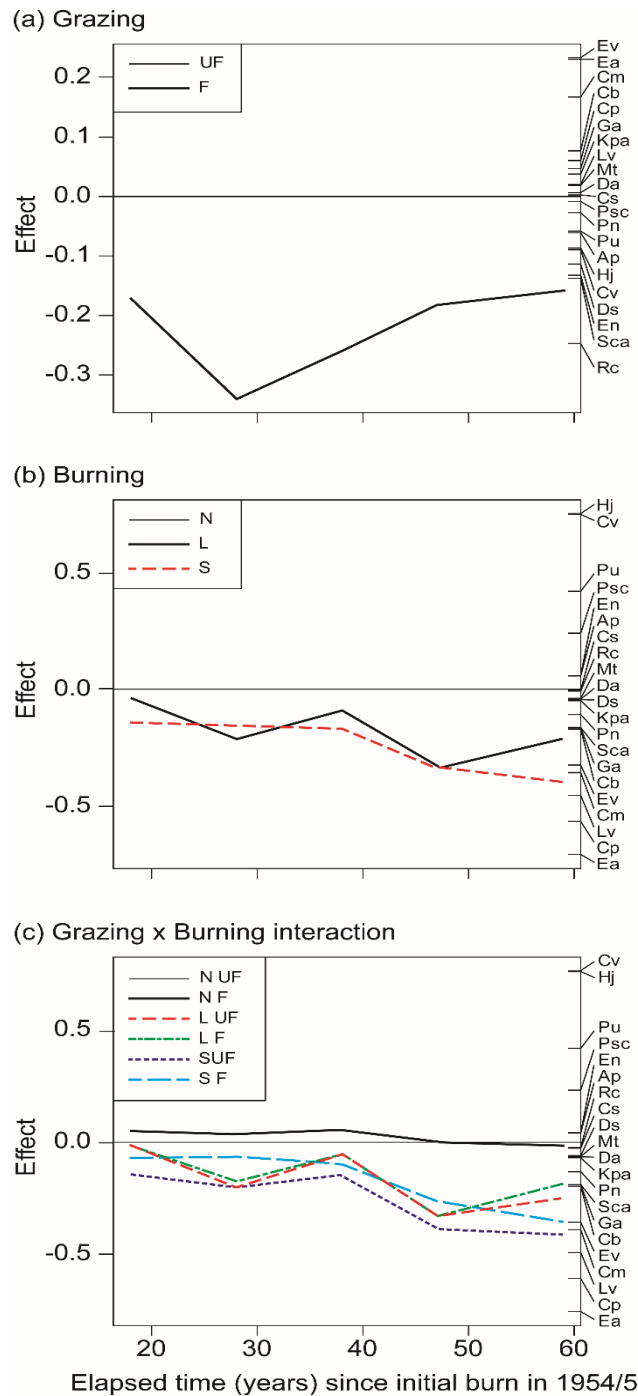 (a) Grazing
UF
F
0.2
0.1
0.0
-0.1
-0.2
-0.3
Effect
Ev
Ea
Cm
Cb
Cp
Ga
Kpa
Lv
Mt
Da
Cs
Psc
Pn
Pu
Ap
Hj
Cv
Ds
En
Sca
Rc
(b) Burning
N
L
S
0.5
0.0
-0.5
Effect
Hj
Cv
Pu
Psc
En
Ap
Cs
Rc
Mt
Da
Ds
Kpa
Pn
Sca
Ga
Cb
Ev
Cm
Lv
Cp
Ea
(c) Grazing x Burning interaction
N UF
N F
L UF
L F
SUF
S F
0.5
0.0
-0.5
Effect
Cv
Hj
Pu
Psc
En
Ap
Rc
Cs
Ds
Mt
Da
Kpa
Pn
Sca
Ga
Cb
Ev
Cm
Lv
Cp
Ea
20 30 40 50 60
Elapsed time (years) since initial burn in 1954/5